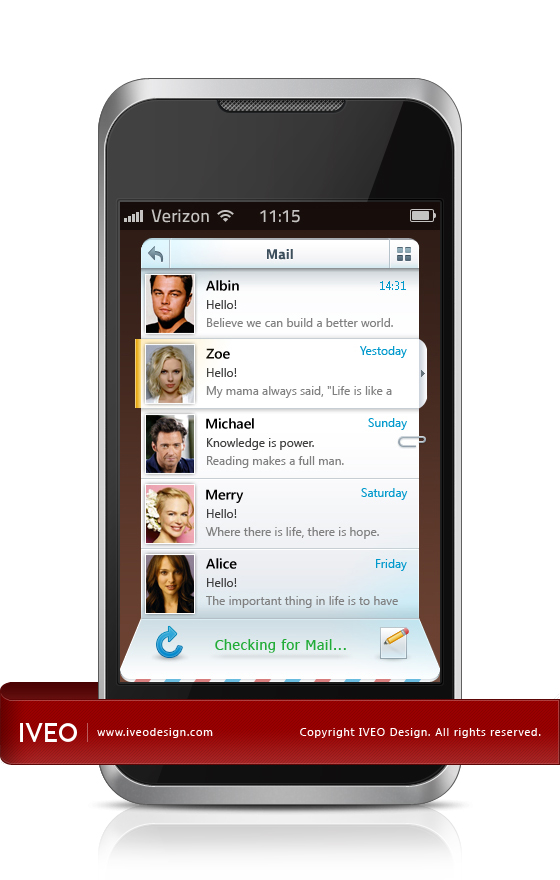 Verizon 11:15
Mail
Albin 14:31
Hello!
Believe we can build a better world.
Zoe Yestoday
Hello!
My mama always said, "Life is like a
Michael Sunday
Knowledge is power.
Reading makes a full man.
Merry Saturday
Hello!
Where there is life, there is hope.
Alice Friday
Hello!
The important thing in life is to have
Checking for Mail...
IVEO www.iveodesign.com Copyright IVEO Design. All rights reserved.